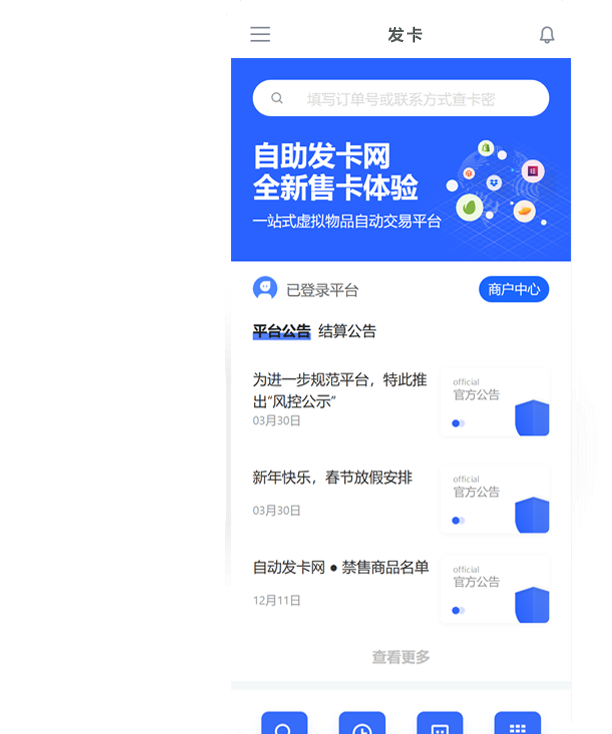 发卡
填写订单号或联系方式查卡密
自助发卡网
全新售卡体验
一站式虚拟物品自动交易平台
已登录平台
商户中心
平台公告 结算公告
为进一步规范平台，特此推
出“风控公示”
03月30日
official
官方公告
新年快乐，春节放假安排
03月30日
official
官方公告
自动发卡网 ● 禁售商品名单
12月11日
official
官方公告
查看更多